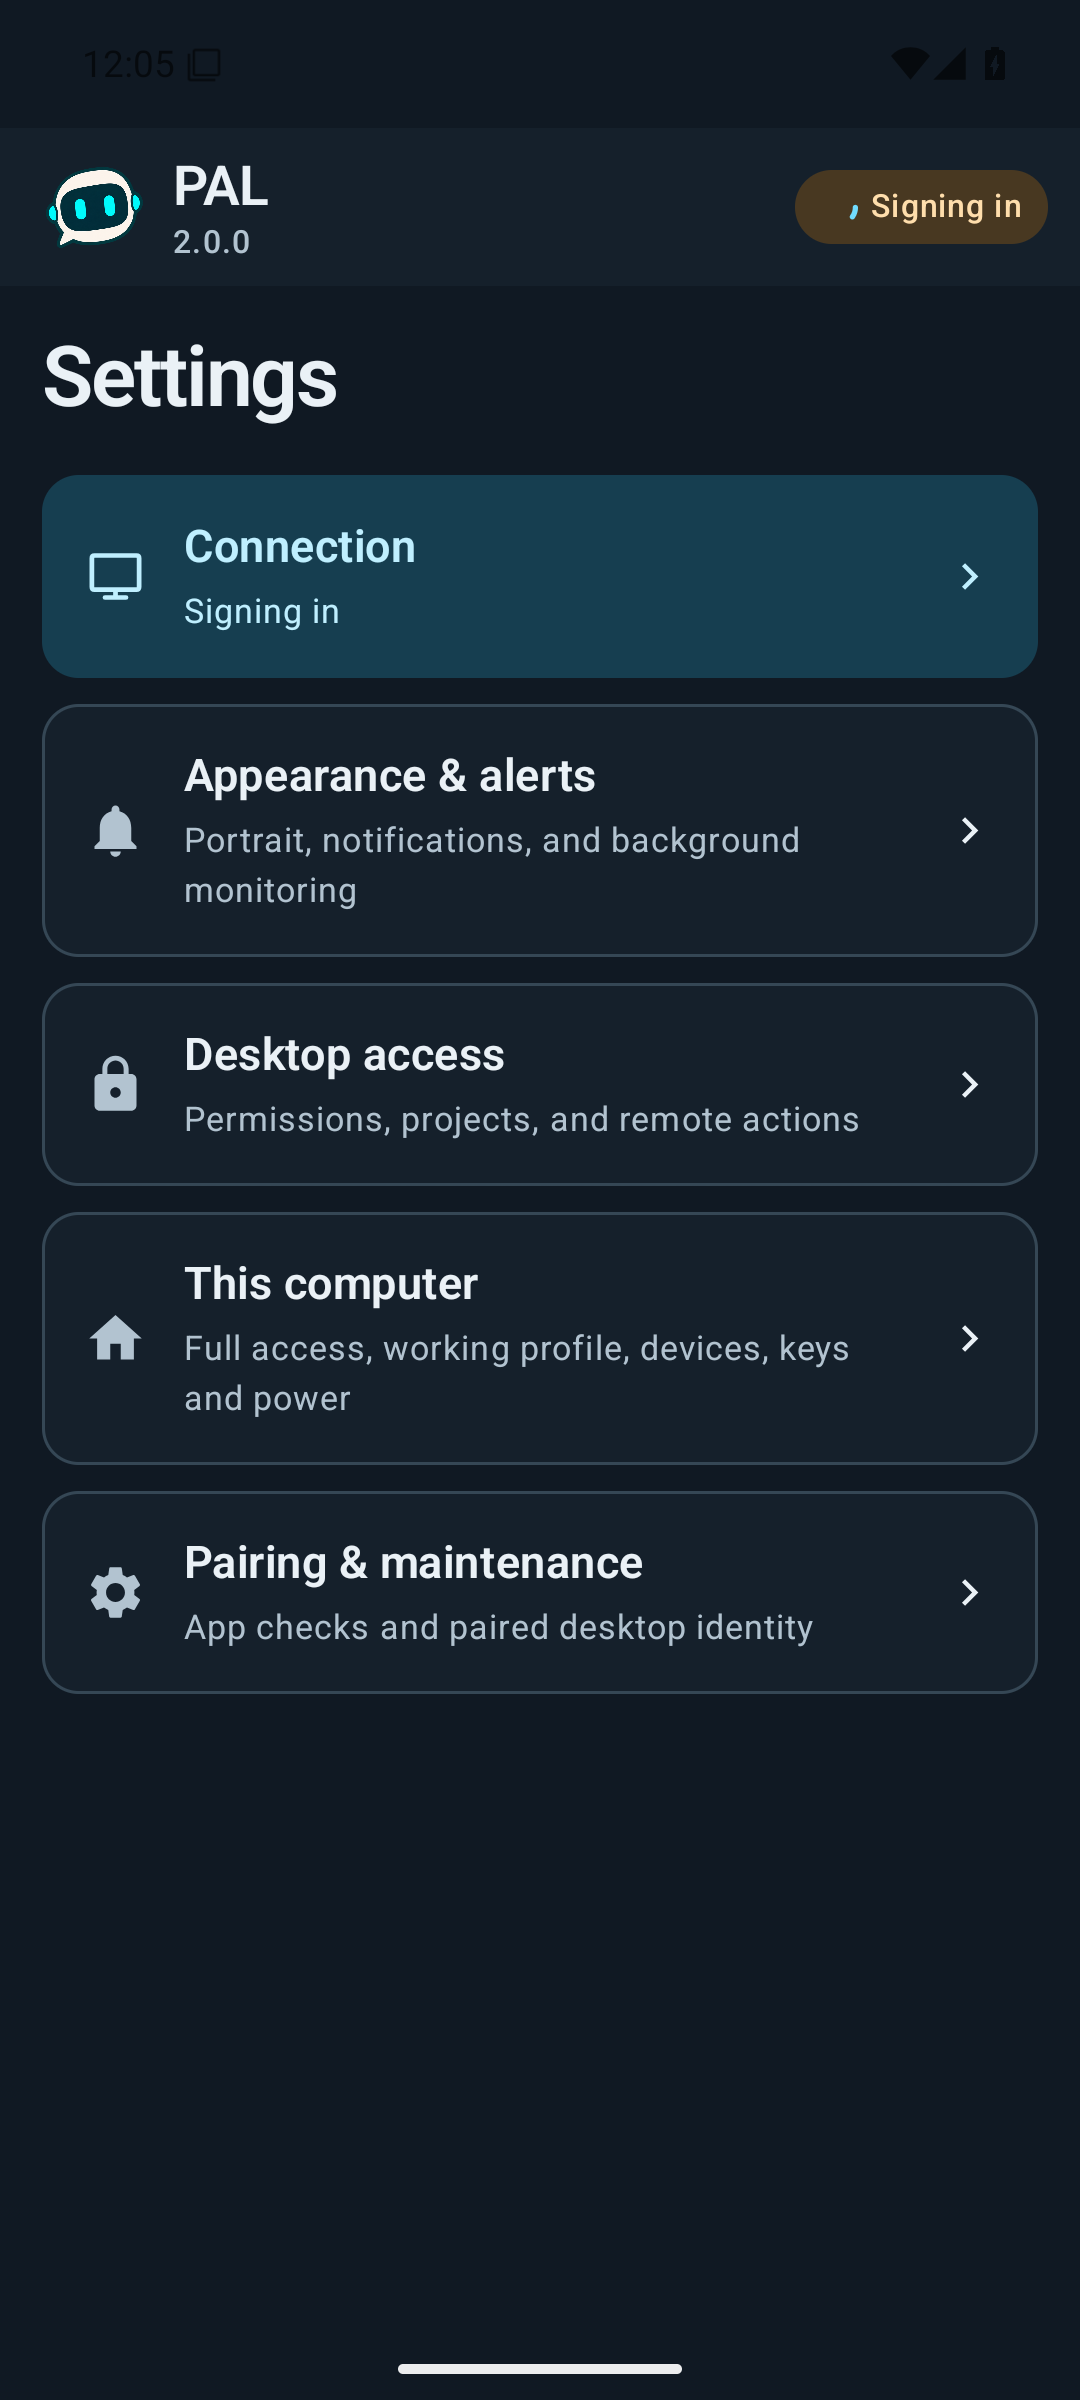 12:05
PAL
2.0.0
Signing in
Settings
Connection
Signing in
Appearance & alerts
Portrait, notifications, and background
monitoring
Desktop access
Permissions, projects, and remote actions
This computer
Full access, working profile, devices, keys
and power
Pairing & maintenance
App checks and paired desktop identity